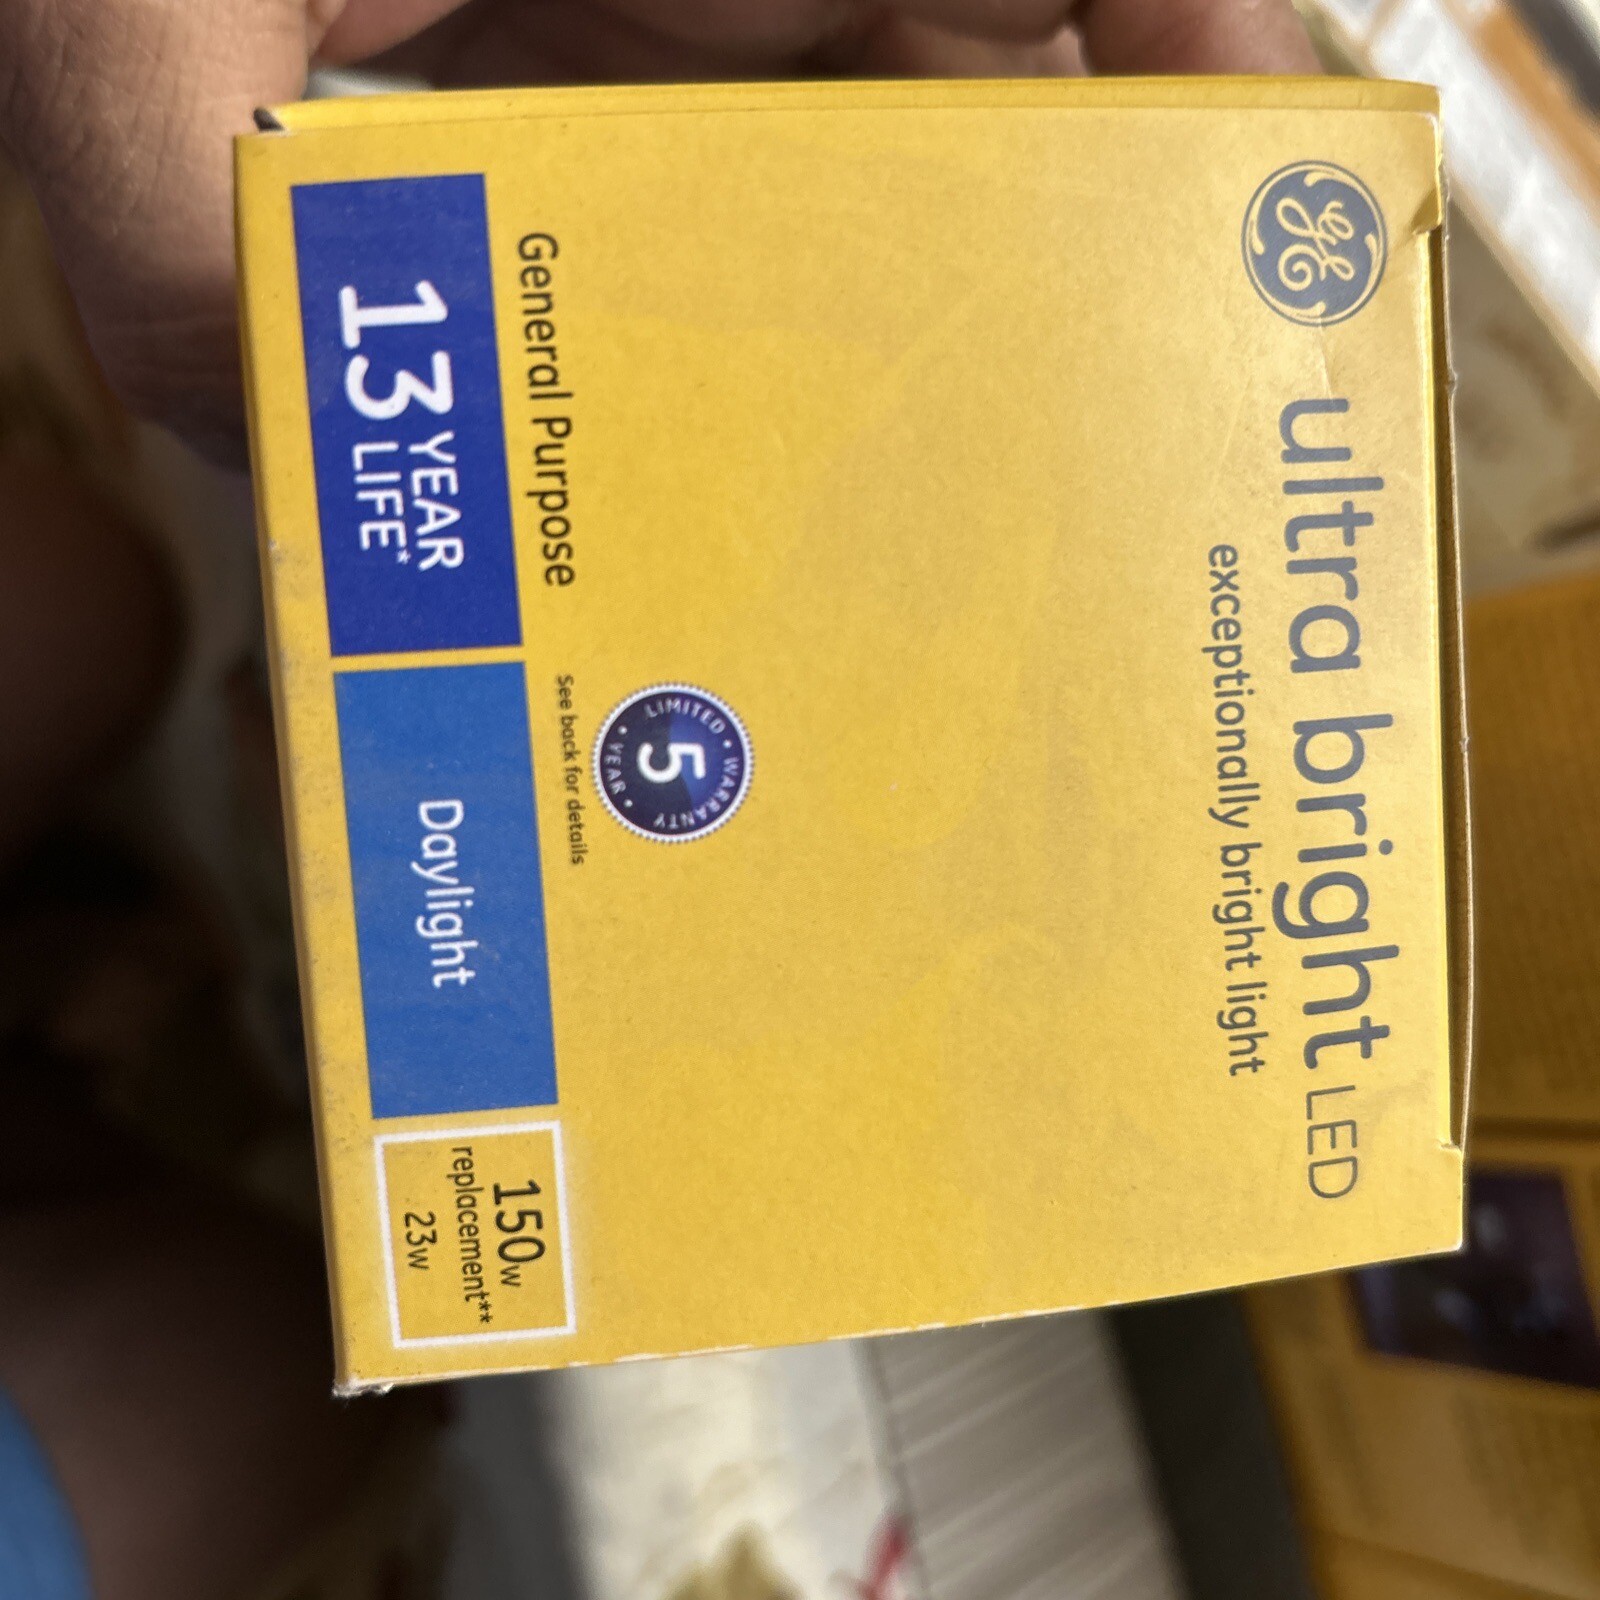 GE
ultra bright LED
exceptionally bright light
LIMITED • WARRANTY
5
• YEAR •
See back for details
General Purpose
13 YEAR LIFE*
Daylight
150w
replacement**
23w